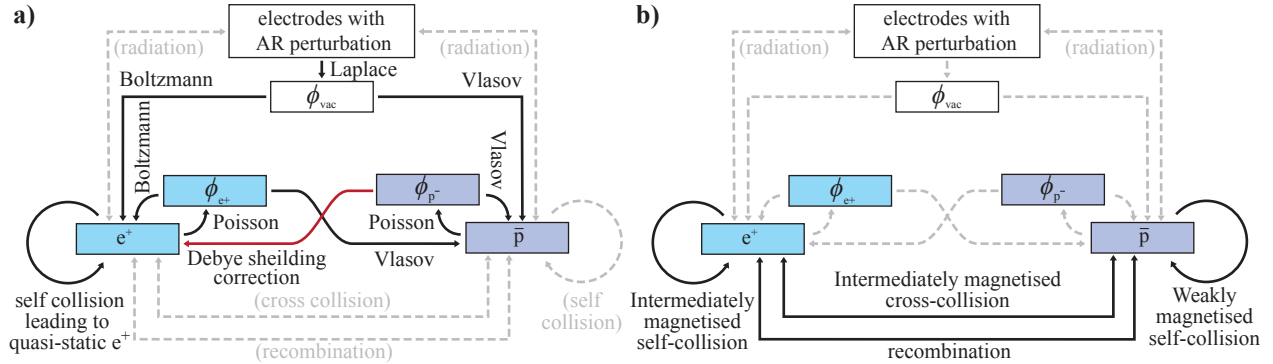 a)
electrodes with
AR perturbation
(radiation)
(radiation)
Laplace
Boltzmann
ϕvac
Vlasov
Boltzmann
Vlasov
ϕe+
ϕp-
Poisson
Poisson
e+
p̄
Debye sheilding
correction
Vlasov
self collision
leading to
quasi-static e+
(cross collision)
(self
collision)
(recombination)
b)
electrodes with
AR perturbation
(radiation)
(radiation)
ϕvac
ϕe+
ϕp-
e+
p̄
Intermediately
magnetised
self-collision
Intermediately magnetised
cross-collision
Weakly
magnetised
self-collision
recombination